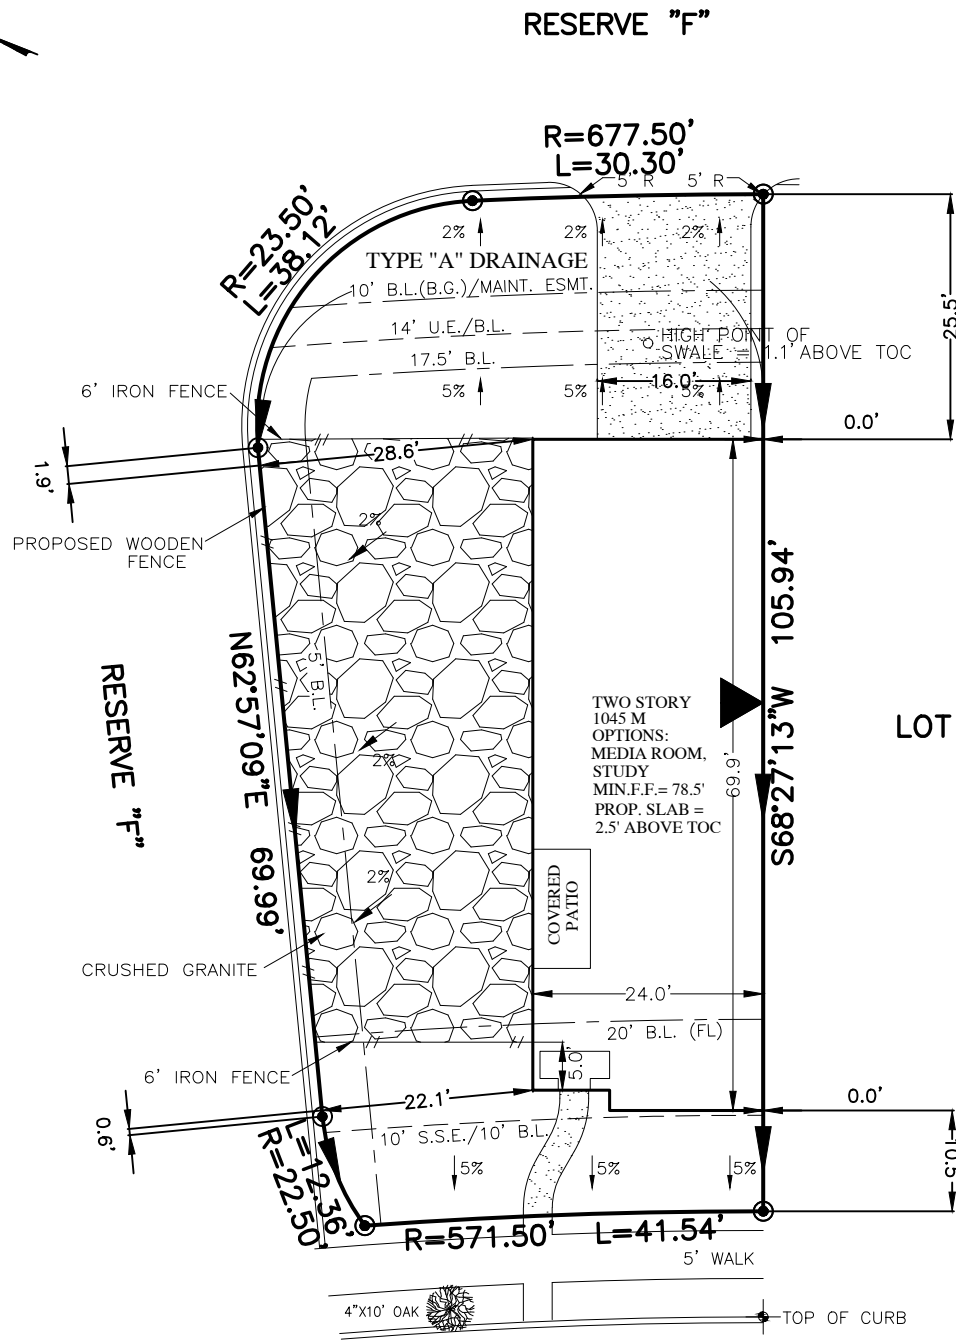 RESERVE "F"
R=677.50'
L=30.30'
5' R
5' R
R=23.50'
L=38.12'
2%
2%
2%
TYPE "A" DRAINAGE
10' B.L.(B.G.)/MAINT. ESMT.
14' U.E./B.L.
17.5' B.L.
HIGH POINT OF
SWALE = 1.1' ABOVE TOC
25.5'
6' IRON FENCE
5%
5%
16.0'
5%
0.0'
28.6'
1.9'
PROPOSED WOODEN
FENCE
2%
S68°27'13"W 105.94'
N62°57'09"E 69.99'
5' B.L.
RESERVE "F"
2%
TWO STORY
1045 M
OPTIONS:
MEDIA ROOM,
STUDY
MIN.F.F.= 78.5'
PROP. SLAB =
2.5' ABOVE TOC
69.9'
LOT
2%
COVERED
PATIO
CRUSHED GRANITE
24.0'
20' B.L. (FL)
5.0'
6' IRON FENCE
22.1'
0.0'
0.6'
10' S.S.E./10' B.L.
L=12.36'
R=22.50'
5%
5%
5%
10.5'
R=571.50'
L=41.54'
5' WALK
4"X10' OAK
TOP OF CURB